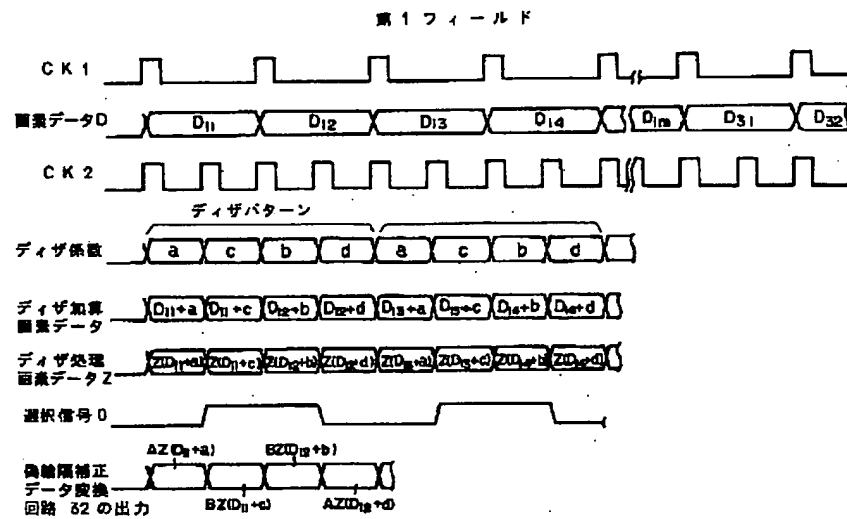 第1フィールド
CK1
画素データD D11 D12 D13 D14 D1n D31 D32
CK2
ディザパターン
ディザ係数 a c b d a c b d
ディザ加算
画素データ D11+a D11+c D12+b D12+d D13+a D13+c D14+b D14+d
ディザ処理
画素データZ Z(D11+a) Z(D11+c) Z(D12+b) Z(D12+d) Z(D13+a) Z(D13+c) Z(D14+b) Z(D14+d)
選択信号0
AZ(D11+a) BZ(D12+b)
偽輪隔補正
データ変換
BZ(D11+c) AZ(D12+d)
回路 32 の出力